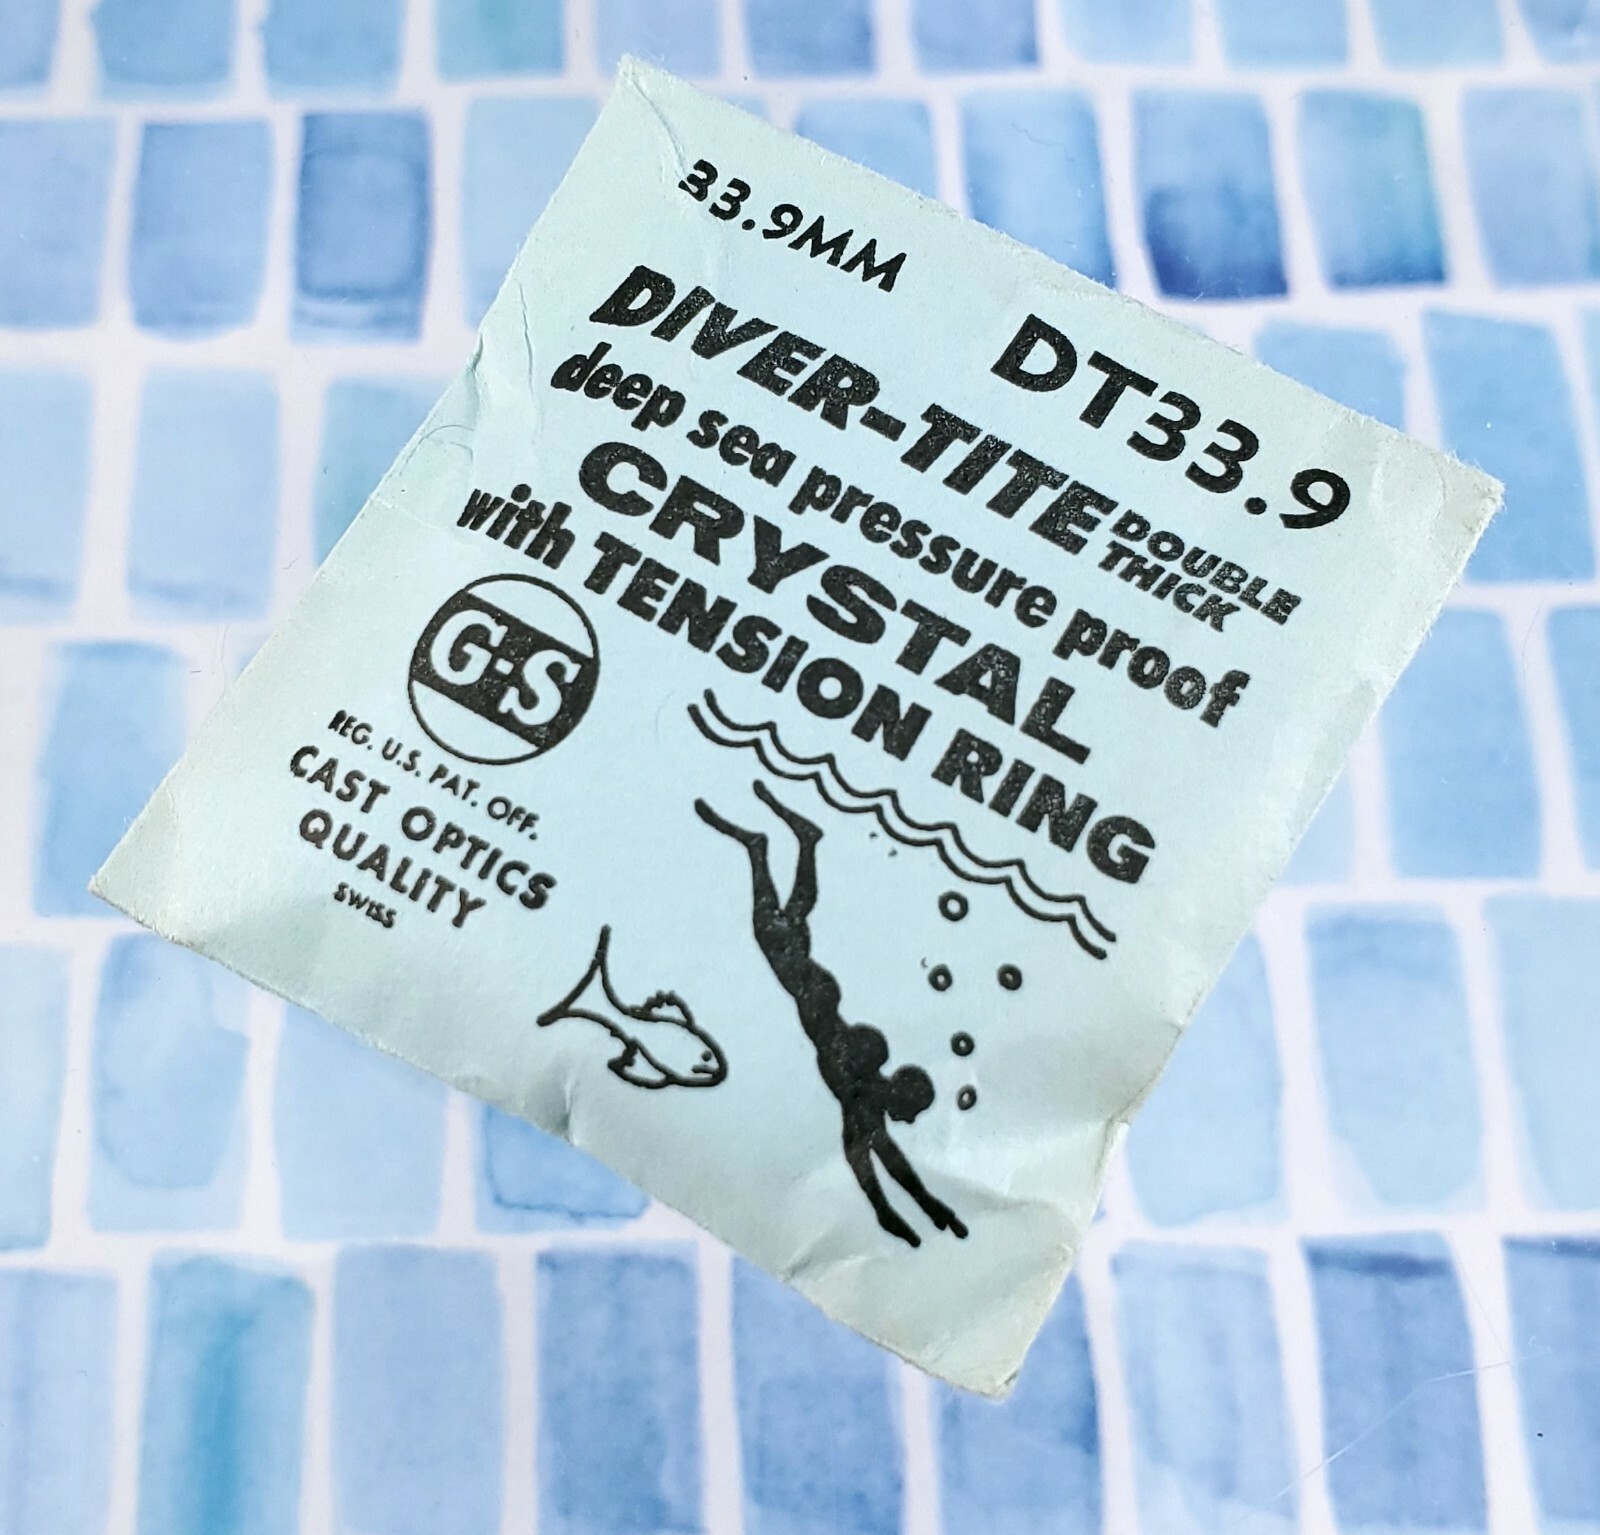 33.9MM
DT33.9
DIVER-TITE DOUBLE THICK
deep sea pressure proof
CRYSTAL
with TENSION RING
G-S
REG. U.S. PAT. OFF.
CAST OPTICS
QUALITY
SWISS